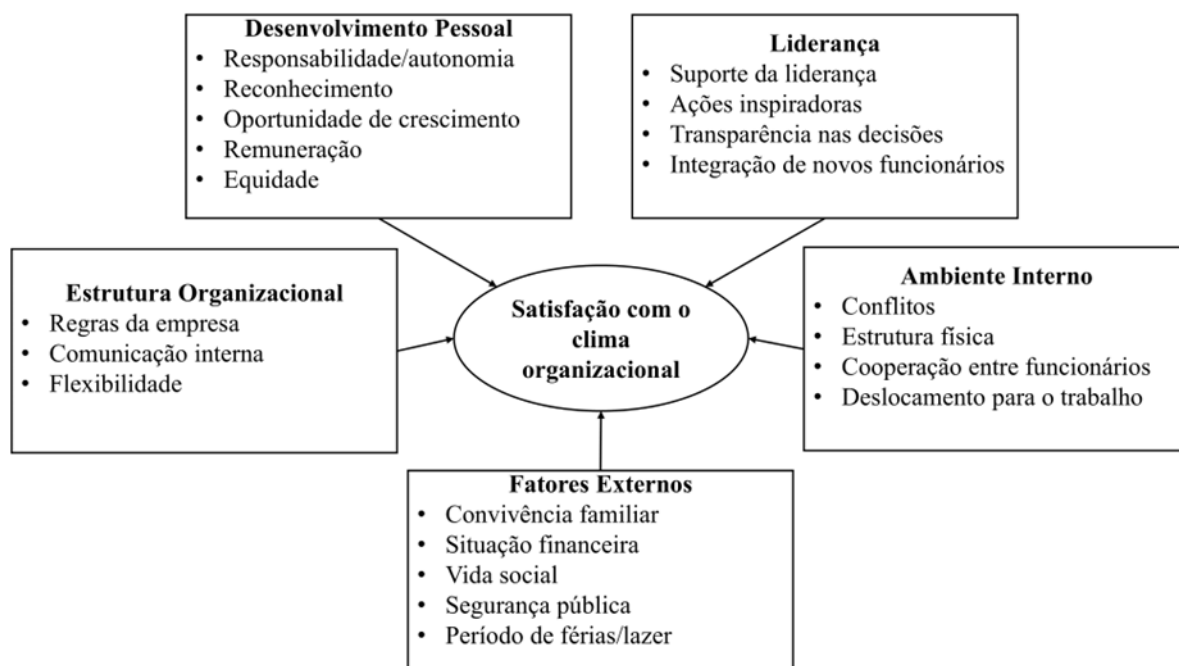 Desenvolvimento Pessoal
• Responsabilidade/autonomia
• Reconhecimento
• Oportunidade de crescimento
• Remuneração
• Equidade
Liderança
• Suporte da liderança
• Ações inspiradoras
• Transparência nas decisões
• Integração de novos funcionários
Estrutura Organizacional
• Regras da empresa
• Comunicação interna
• Flexibilidade
Satisfação com o
clima
organizacional
Ambiente Interno
• Conflitos
• Estrutura física
• Cooperação entre funcionários
• Deslocamento para o trabalho
Fatores Externos
• Convivência familiar
• Situação financeira
• Vida social
• Segurança pública
• Período de férias/lazer